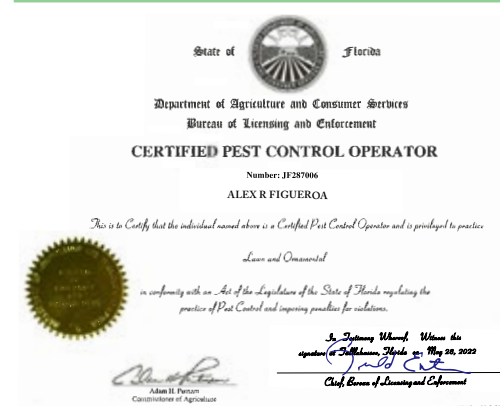 State of Florida
Department of Agriculture and Consumer Services
Bureau of Licensing and Enforcement
CERTIFIED PEST CONTROL OPERATOR
Number: JF287006
ALEX R FIGUEROA
This is to Certify that the individual named above is a Certified Pest Control Operator and is privileged to practice
Lawn and Ornamental
in conformity with an Act of the Legislature of the State of Florida regulating the
practice of Pest Control and imposing penalties for violations.
In Testimony Whereof, Witness this
signature at Tallahassee, Florida on May 28, 2022
Chief, Bureau of Licensing and Enforcement
Adam H. Putnam
Commissioner of Agriculture